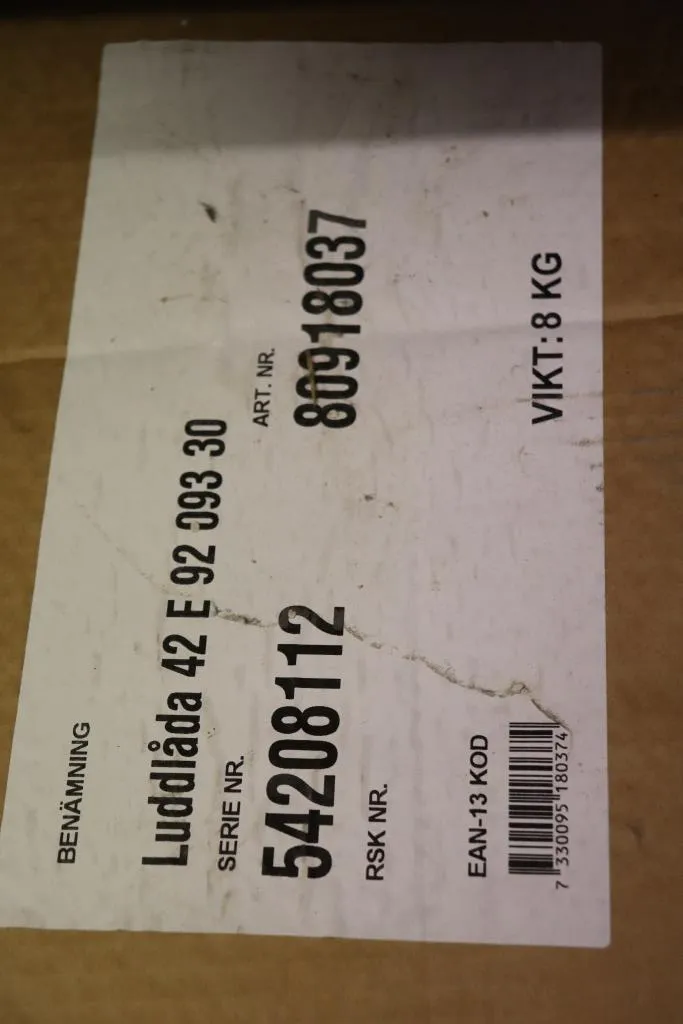 BENÄMNING
Luddlåda 42 E 92 093 30
SERIE NR.
ART. NR.
54208112
80918037
RSK NR.
EAN-13 KOD
VIKT: 8 KG
7 330095 180374